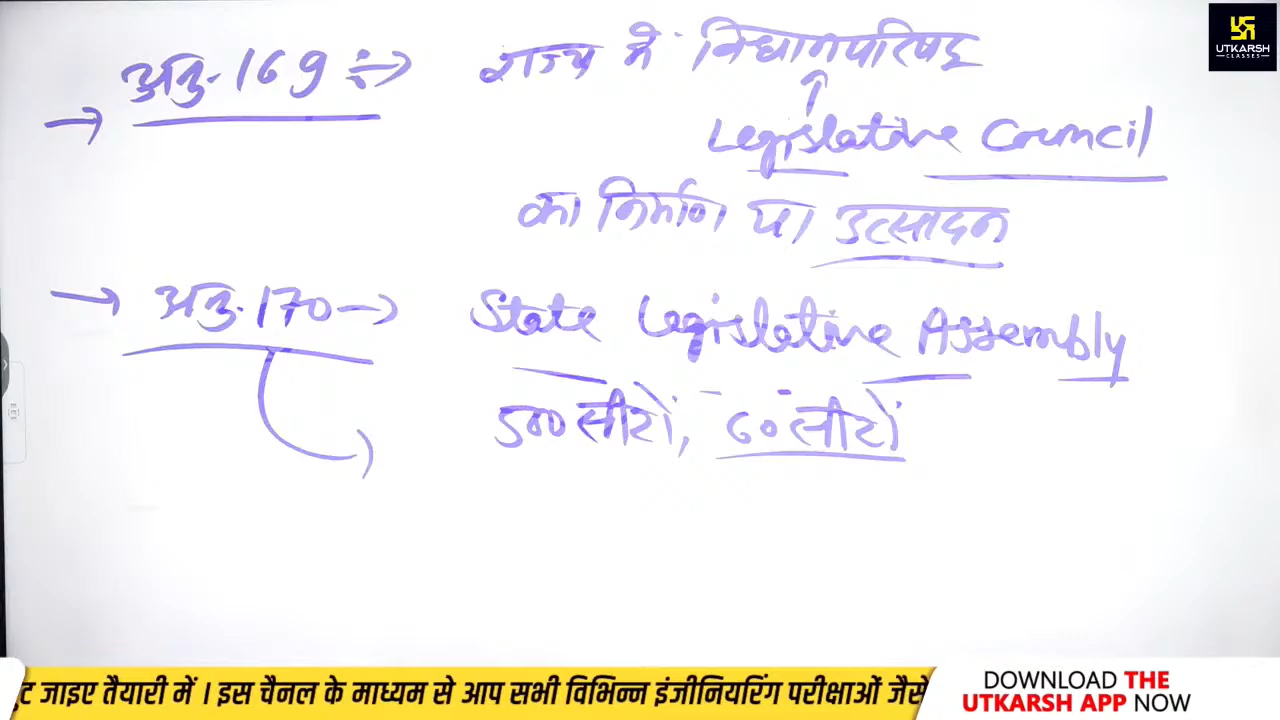 अनु. 169 ÷→ राज्य में विधानपरिषद
Legislative Council
का निर्माण या उत्सादन
→ अनु. 170 → State Legislative Assembly
500 सीटों, 60 सीटों
UTKARSH
CLASSES
ट जाइए तैयारी में । इस चैनल के माध्यम से आप सभी विभिन्न इंजीनियरिंग परीक्षाओं जैसे
DOWNLOAD THE
UTKARSH APP NOW